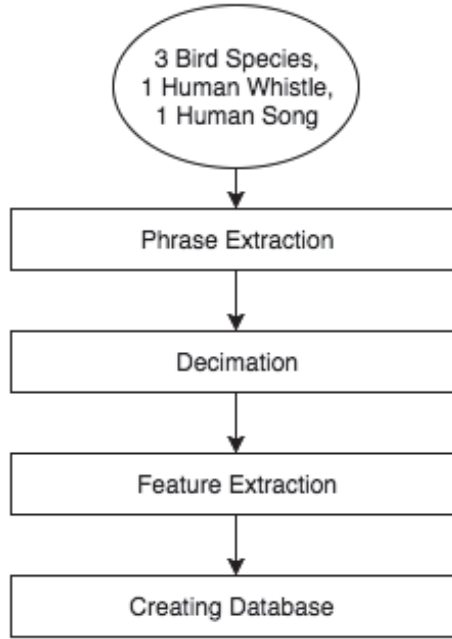 3 Bird Species,
1 Human Whistle,
1 Human Song
Phrase Extraction
Decimation
Feature Extraction
Creating Database